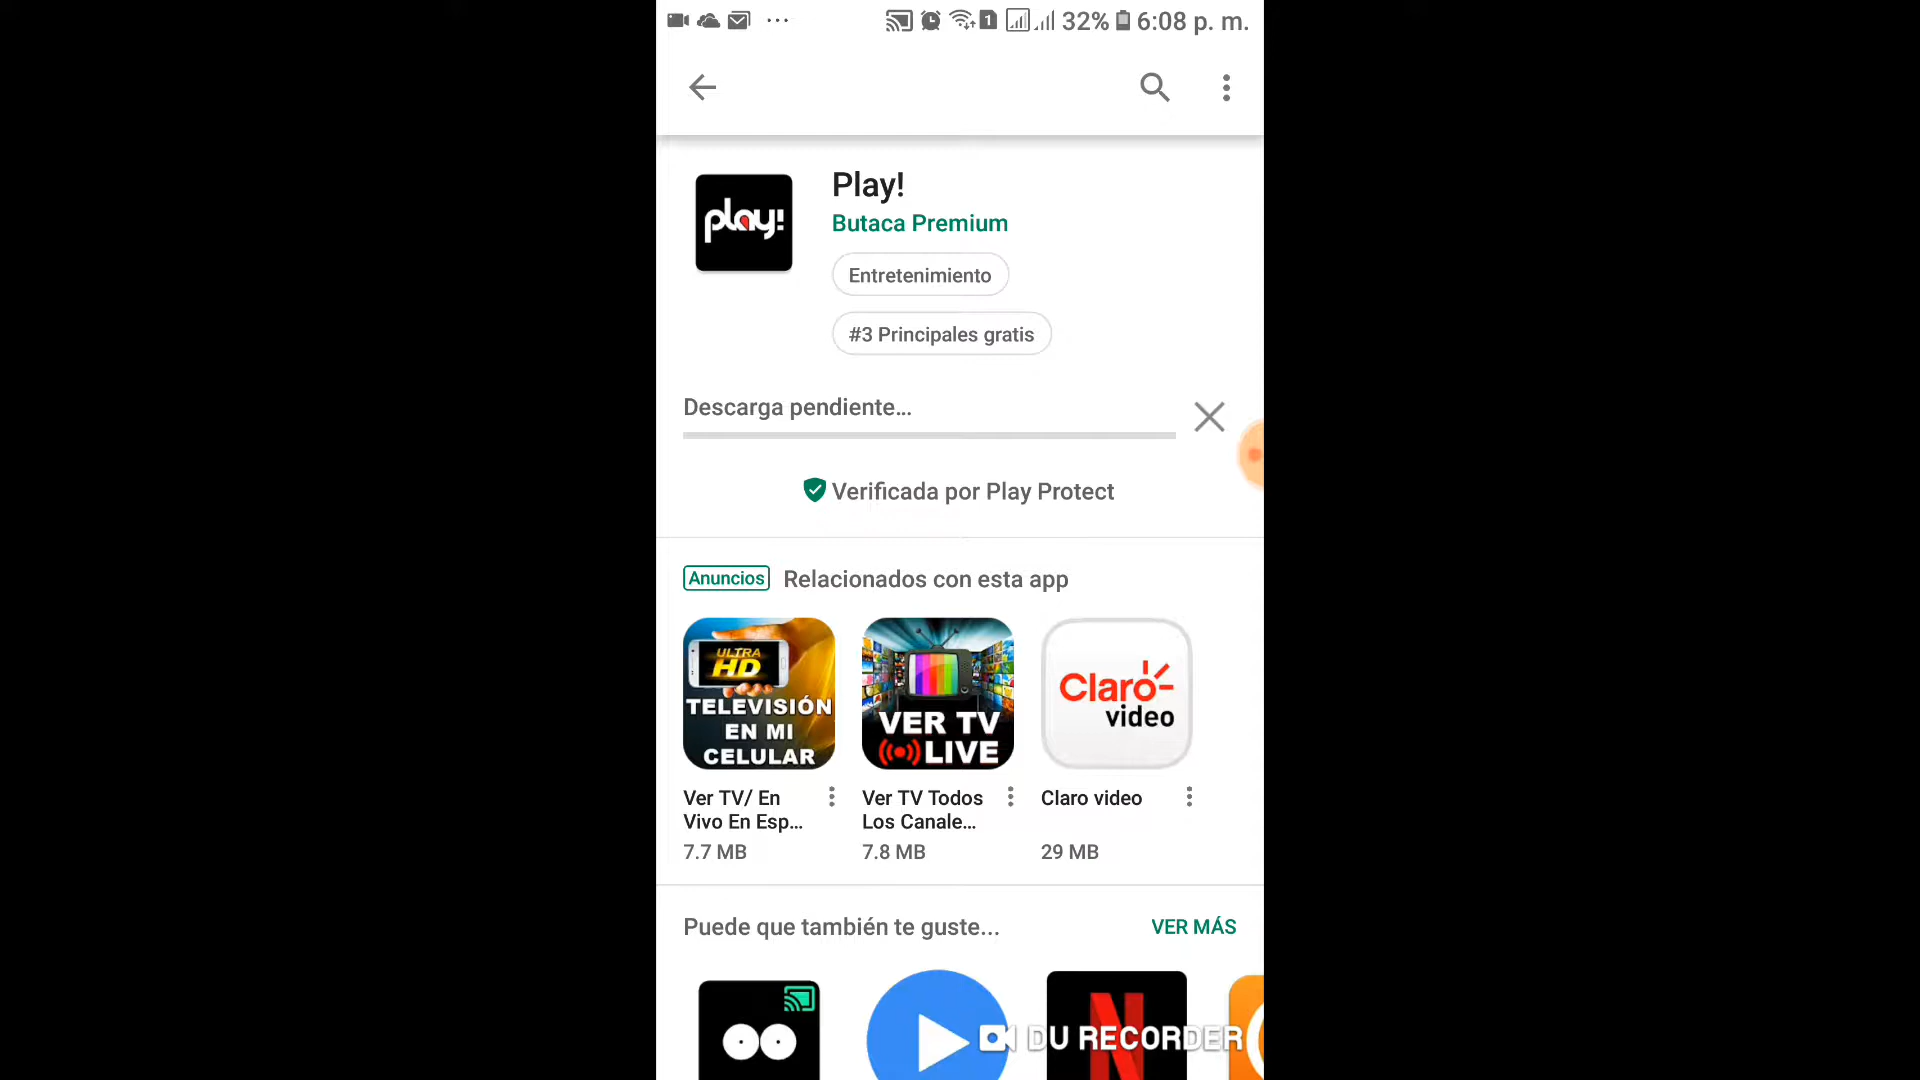 1 32% 6:08 p. m.
play!
Play!
Butaca Premium
Entretenimiento
#3 Principales gratis
Descarga pendiente...
Verificada por Play Protect
Anuncios Relacionados con esta app
ULTRA
HD
TELEVISIÓN
EN MI
CELULAR
VER TV
LIVE
Claro
video
Ver TV/ En
Vivo En Esp...
7.7 MB
Ver TV Todos
Los Canale...
7.8 MB
Claro video
29 MB
Puede que también te guste... VER MÁS
N
DU RECORDER